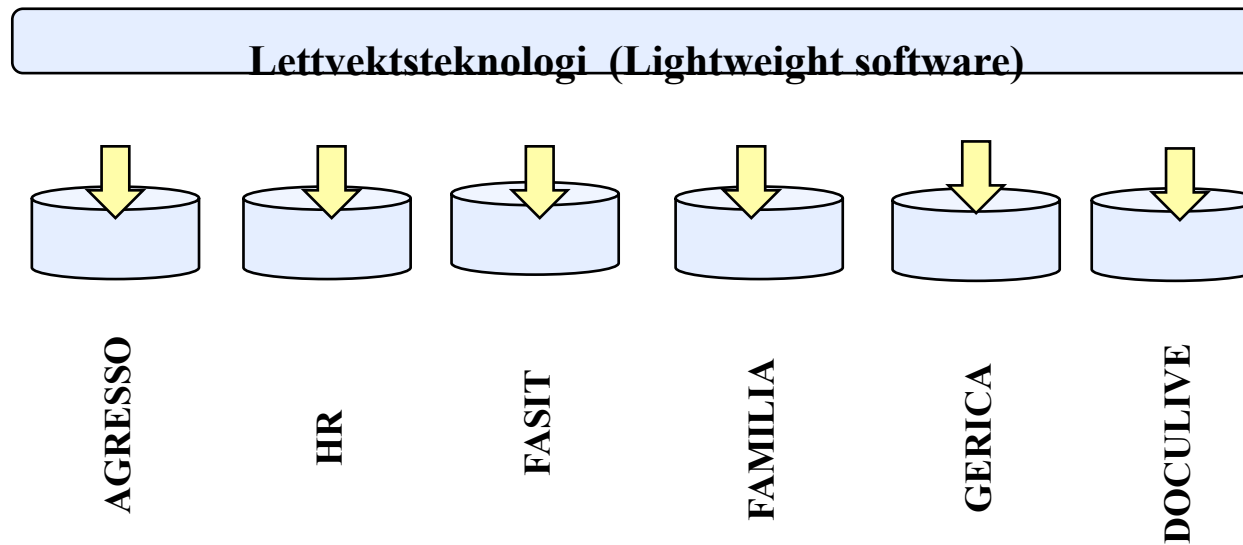 Lettvektsteknologi (Lightweight software)
AGRESSO
HR
FASIT
FAMILIA
GERICA
DOCULIVE